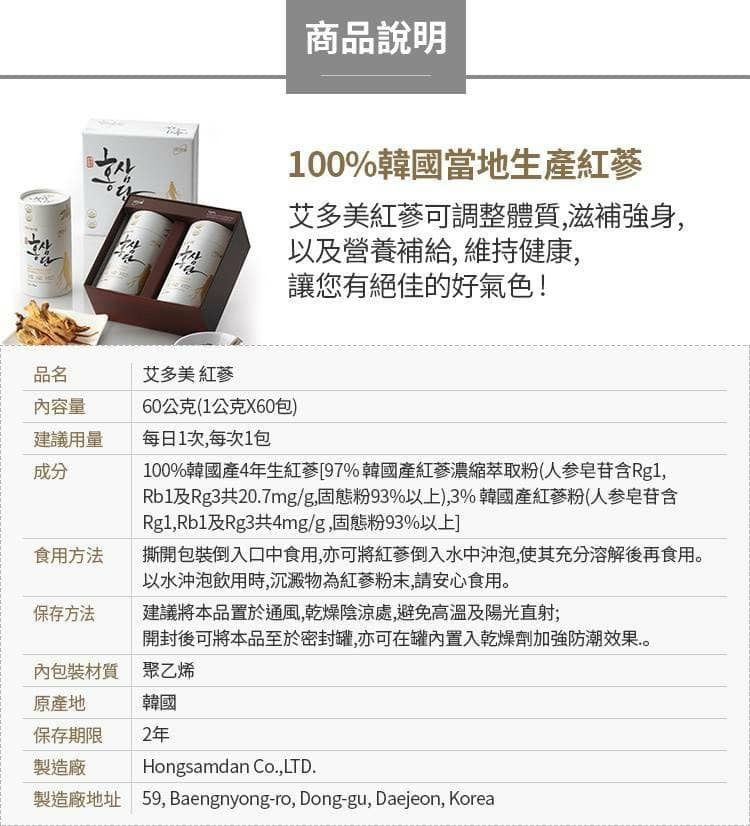 商品說明
홍삼단
홍삼단
홍삼단
홍삼단
100%韓國當地生產紅蔘
艾多美紅蔘可調整體質,滋補強身,
以及營養補給, 維持健康,
讓您有絕佳的好氣色 !
品名 艾多美 紅蔘
內容量 60公克(1公克X60包)
建議用量 每日1次,每次1包
成分 100%韓國產4年生紅蔘[97% 韓國產紅蔘濃縮萃取粉(人参皂苷含Rg1,
Rb1及Rg3共20.7mg/g,固態粉93%以上),3% 韓國產紅蔘粉(人参皂苷含
Rg1,Rb1及Rg3共4mg/g ,固態粉93%以上]
食用方法 撕開包裝倒入口中食用,亦可將紅蔘倒入水中沖泡,使其充分溶解後再食用。
以水沖泡飲用時,沉澱物為紅蔘粉末,請安心食用。
保存方法 建議將本品置於通風,乾燥陰涼處,避免高溫及陽光直射;
開封後可將本品至於密封罐,亦可在罐內置入乾燥劑加強防潮效果.。
內包裝材質 聚乙烯
原產地 韓國
保存期限 2年
製造廠 Hongsamdan Co.,LTD.
製造廠地址 59, Baengnyong-ro, Dong-gu, Daejeon, Korea